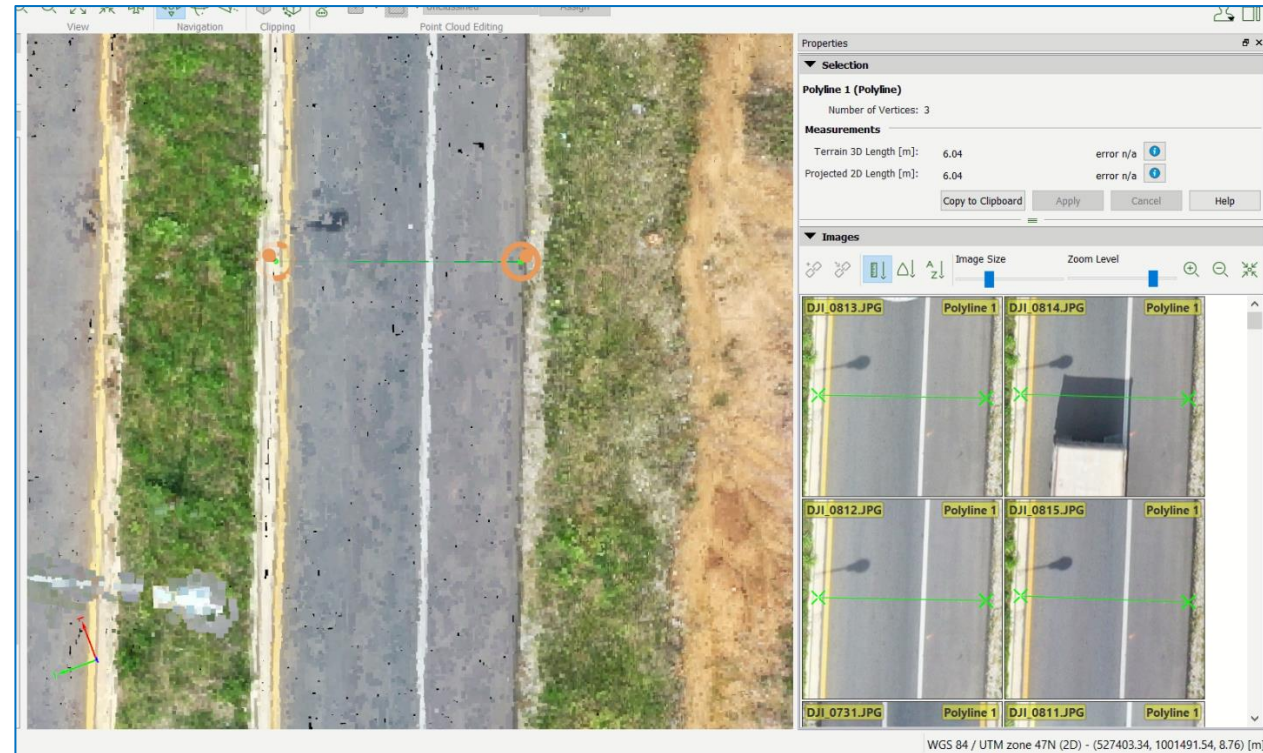 View
Navigation
Clipping
Point Cloud Editing
Unclassified
Assign
Properties
Selection
Polyline 1 (Polyline)
Number of Vertices: 3
Measurements
Terrain 3D Length [m]: 6.04 error n/a
Projected 2D Length [m]: 6.04 error n/a
Copy to Clipboard Apply Cancel Help
Images
Image Size Zoom Level
DJI_0813.JPG Polyline 1 DJI_0814.JPG Polyline 1
DJI_0812.JPG Polyline 1 DJI_0815.JPG Polyline 1
DJI_0731.JPG Polyline 1 DJI_0811.JPG Polyline 1
WGS 84 / UTM zone 47N (2D) - (527403.34, 1001491.54, 8.76) [m]